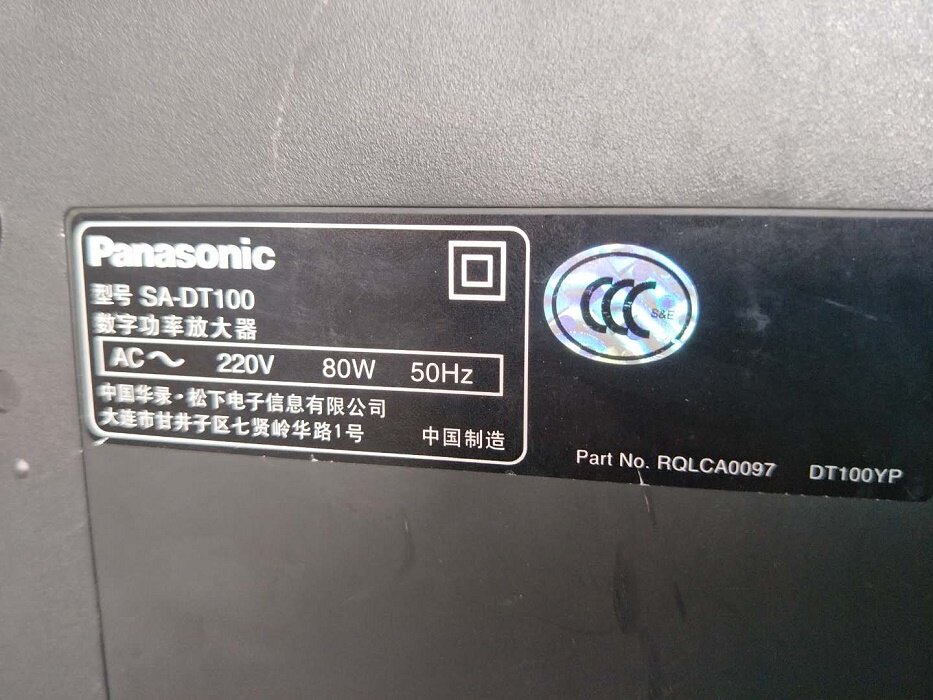 Panasonic
型号 SA-DT100
数字功率放大器
AC～ 220V 80W 50Hz
中国华录·松下电子信息有限公司
大连市甘井子区七贤岭华路1号 中国制造
CCC S&E
Part No. RQLCA0097 DT100YP